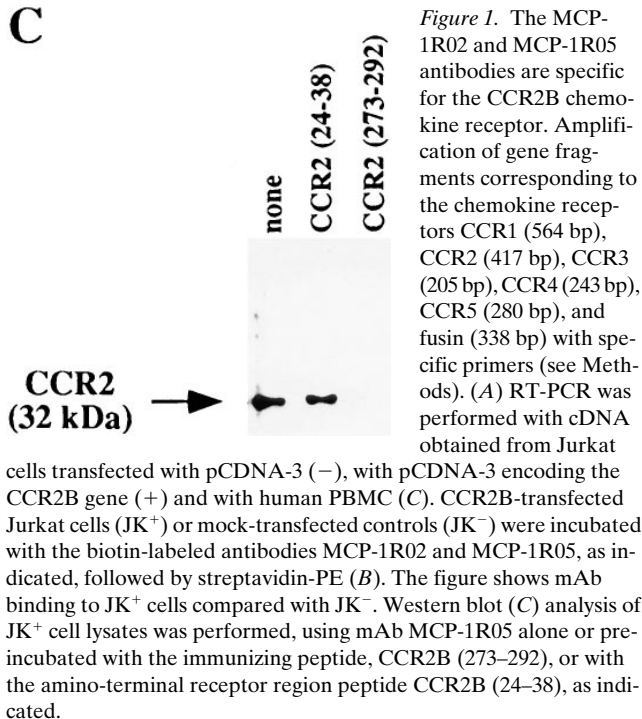 C
none
CCR2 (24-38)
CCR2 (273-292)
CCR2
(32 kDa)
Figure 1. The MCP-
1R02 and MCP-1R05
antibodies are specific
for the CCR2B chemo-
kine receptor. Amplifi-
cation of gene frag-
ments corresponding to
the chemokine recep-
tors CCR1 (564 bp),
CCR2 (417 bp), CCR3
(205 bp), CCR4 (243 bp),
CCR5 (280 bp), and
fusin (338 bp) with spe-
cific primers (see Meth-
ods). (A) RT-PCR was
performed with cDNA
obtained from Jurkat
cells transfected with pCDNA-3 (−), with pCDNA-3 encoding the
CCR2B gene (+) and with human PBMC (C). CCR2B-transfected
Jurkat cells (JK⁺) or mock-transfected controls (JK⁻) were incubated
with the biotin-labeled antibodies MCP-1R02 and MCP-1R05, as in-
dicated, followed by streptavidin-PE (B). The figure shows mAb
binding to JK⁺ cells compared with JK⁻. Western blot (C) analysis of
JK⁺ cell lysates was performed, using mAb MCP-1R05 alone or pre-
incubated with the immunizing peptide, CCR2B (273–292), or with
the amino-terminal receptor region peptide CCR2B (24–38), as indi-
cated.